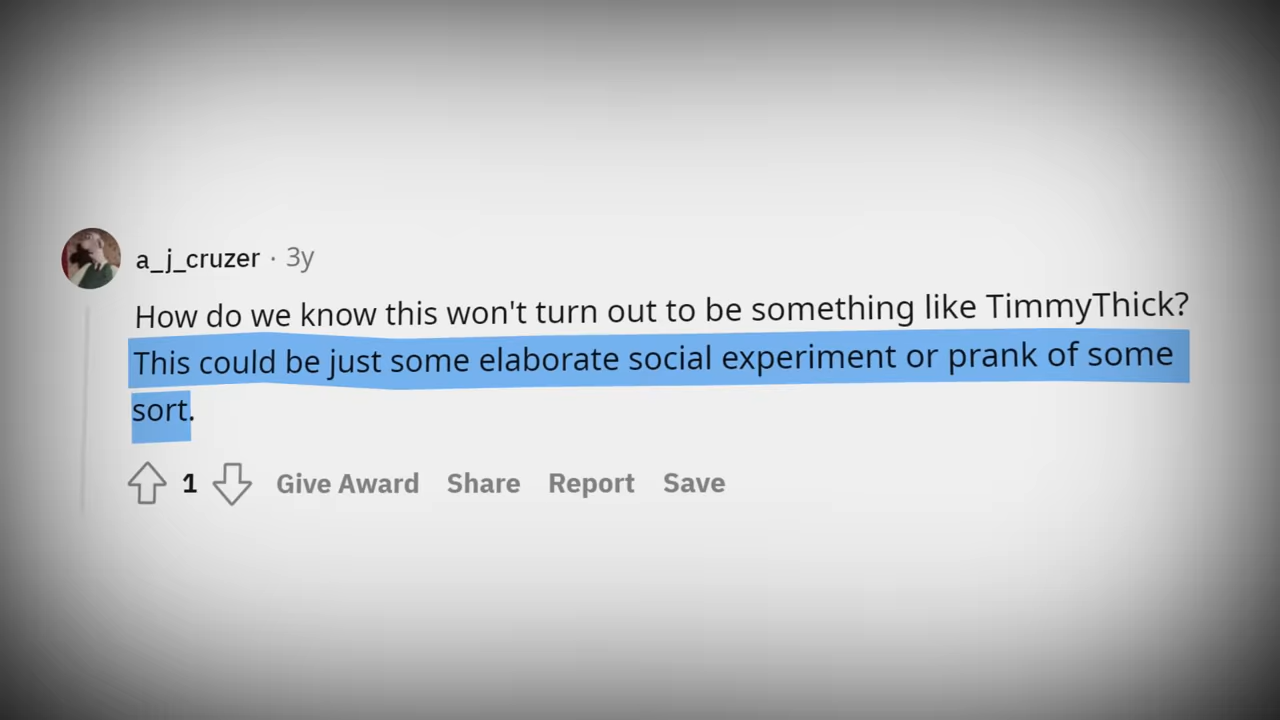 a_j_cruzer · 3y
How do we know this won't turn out to be something like TimmyThick?
This could be just some elaborate social experiment or prank of some
sort.
1 Give Award Share Report Save